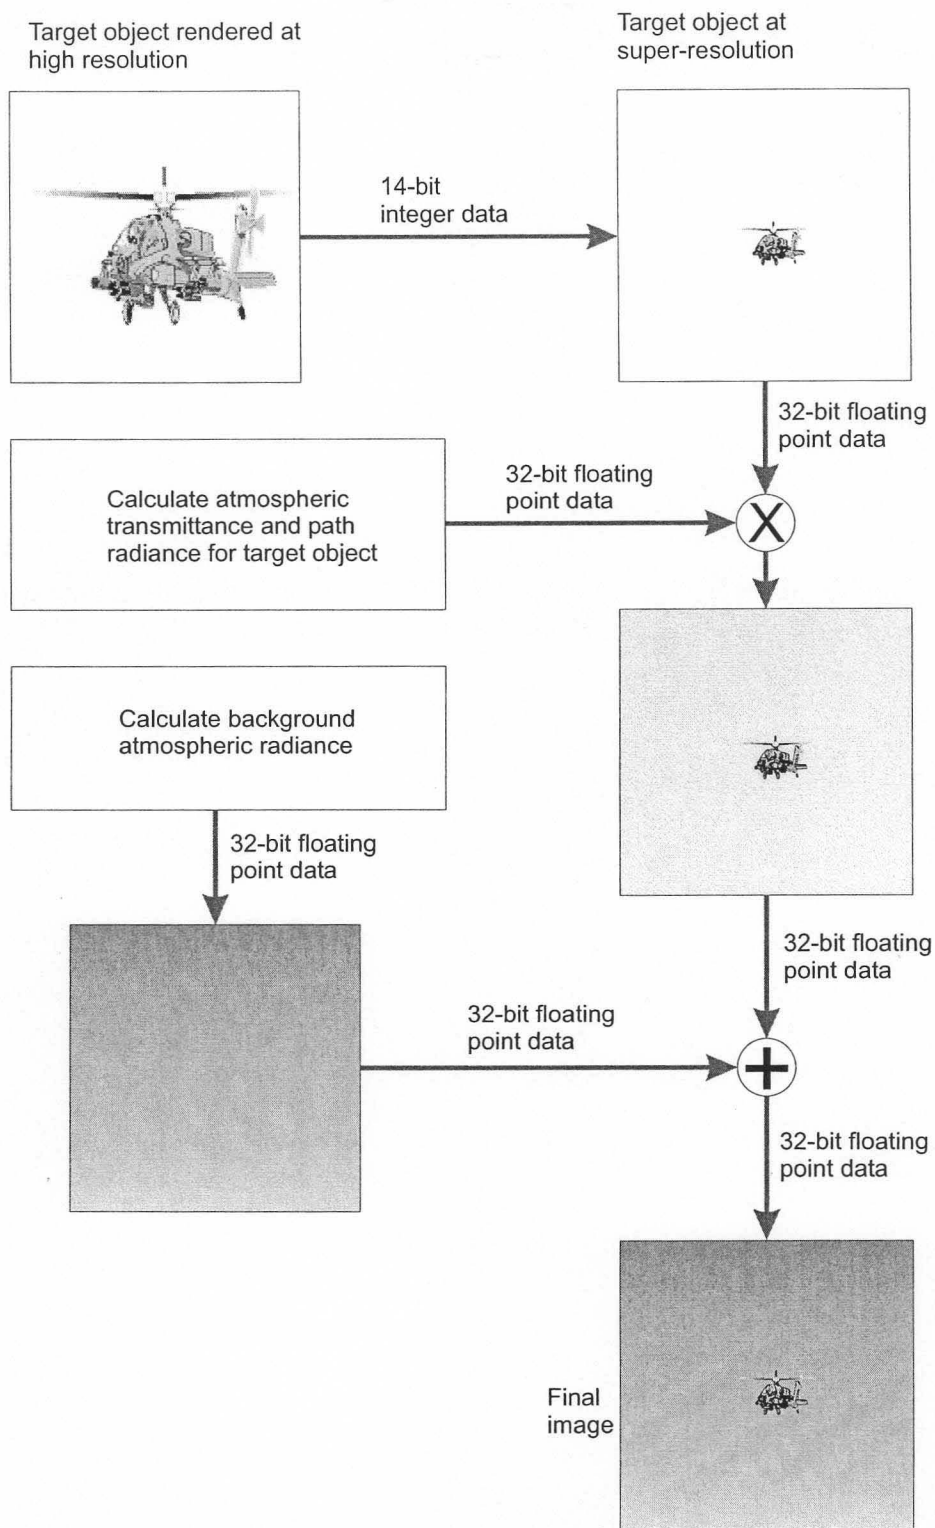 Target object rendered at
high resolution
Target object at
super-resolution
14-bit
integer data
32-bit floating
point data
Calculate atmospheric
transmittance and path
radiance for target object
32-bit floating
point data
X
Calculate background
atmospheric radiance
32-bit floating
point data
32-bit floating
point data
32-bit floating
point data
+
32-bit floating
point data
Final
image